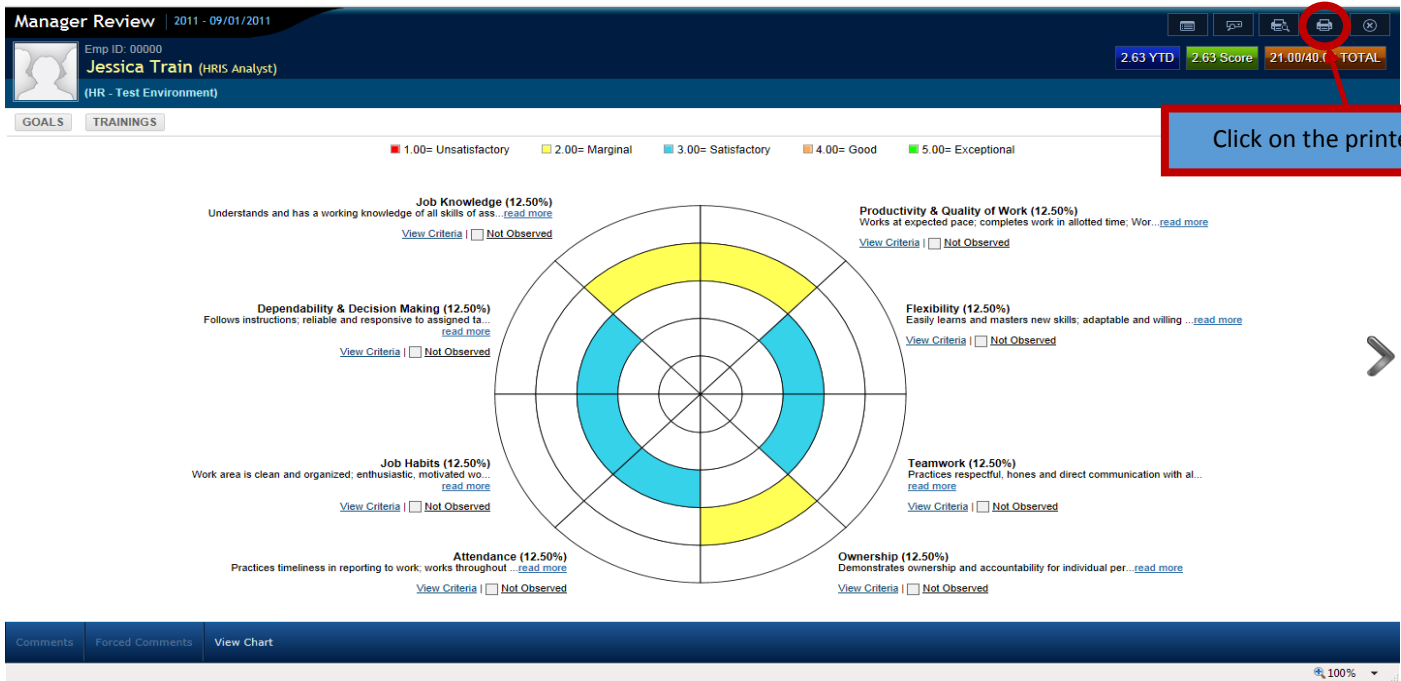 Manager Review | 2011 - 09/01/2011
Emp ID: 00000
Jessica Train (HRIS Analyst)
2.63 YTD 2.63 Score 21.00/40.0 TOTAL
(HR - Test Environment)
GOALS TRAININGS
Click on the printe
1.00= Unsatisfactory 2.00= Marginal 3.00= Satisfactory 4.00= Good 5.00= Exceptional
Job Knowledge (12.50%)
Understands and has a working knowledge of all skills of ass...read more
View Criteria | Not Observed
Productivity & Quality of Work (12.50%)
Works at expected pace; completes work in allotted time; Wor...read more
View Criteria | Not Observed
Dependability & Decision Making (12.50%)
Follows instructions; reliable and responsive to assigned ta...
read more
View Criteria | Not Observed
Flexibility (12.50%)
Easily learns and masters new skills; adaptable and willing ...read more
View Criteria | Not Observed
Job Habits (12.50%)
Work area is clean and organized; enthusiastic, motivated wo...
read more
View Criteria | Not Observed
Teamwork (12.50%)
Practices respectful, hones and direct communication with al...
read more
View Criteria | Not Observed
Attendance (12.50%)
Practices timeliness in reporting to work; works throughout ...read more
View Criteria | Not Observed
Ownership (12.50%)
Demonstrates ownership and accountability for individual per...read more
View Criteria | Not Observed
Comments Forced Comments View Chart
100%